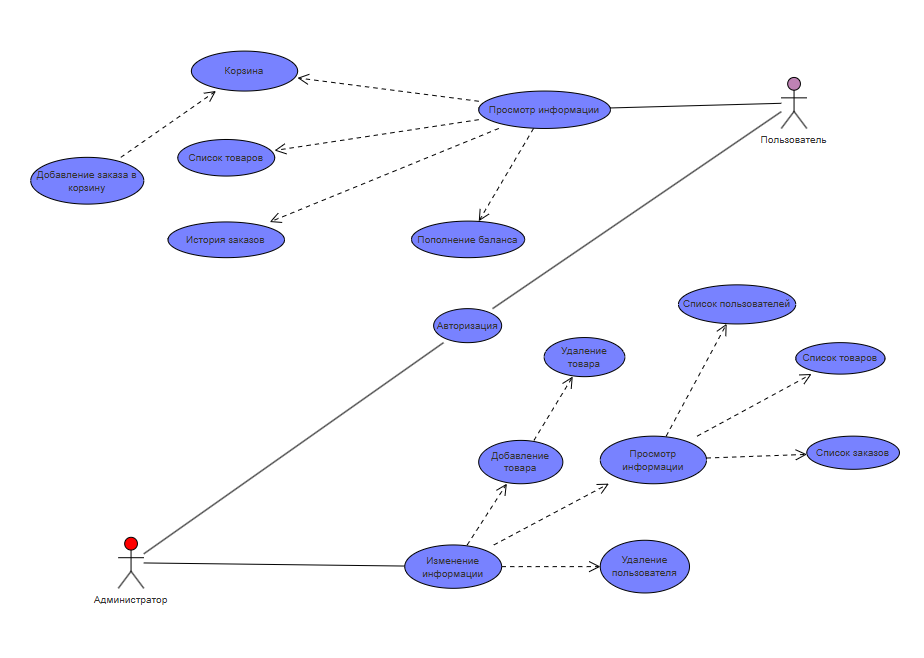 Корзина
Просмотр информации
Пользователь
Список товаров
Добавление заказа в
корзину
История заказов
Пополнение баланса
Список пользователей
Авторизация
Удаление
товара
Список товаров
Добавление
товара
Просмотр
информации
Список заказов
Изменение
информации
Удаление
пользователя
Администратор